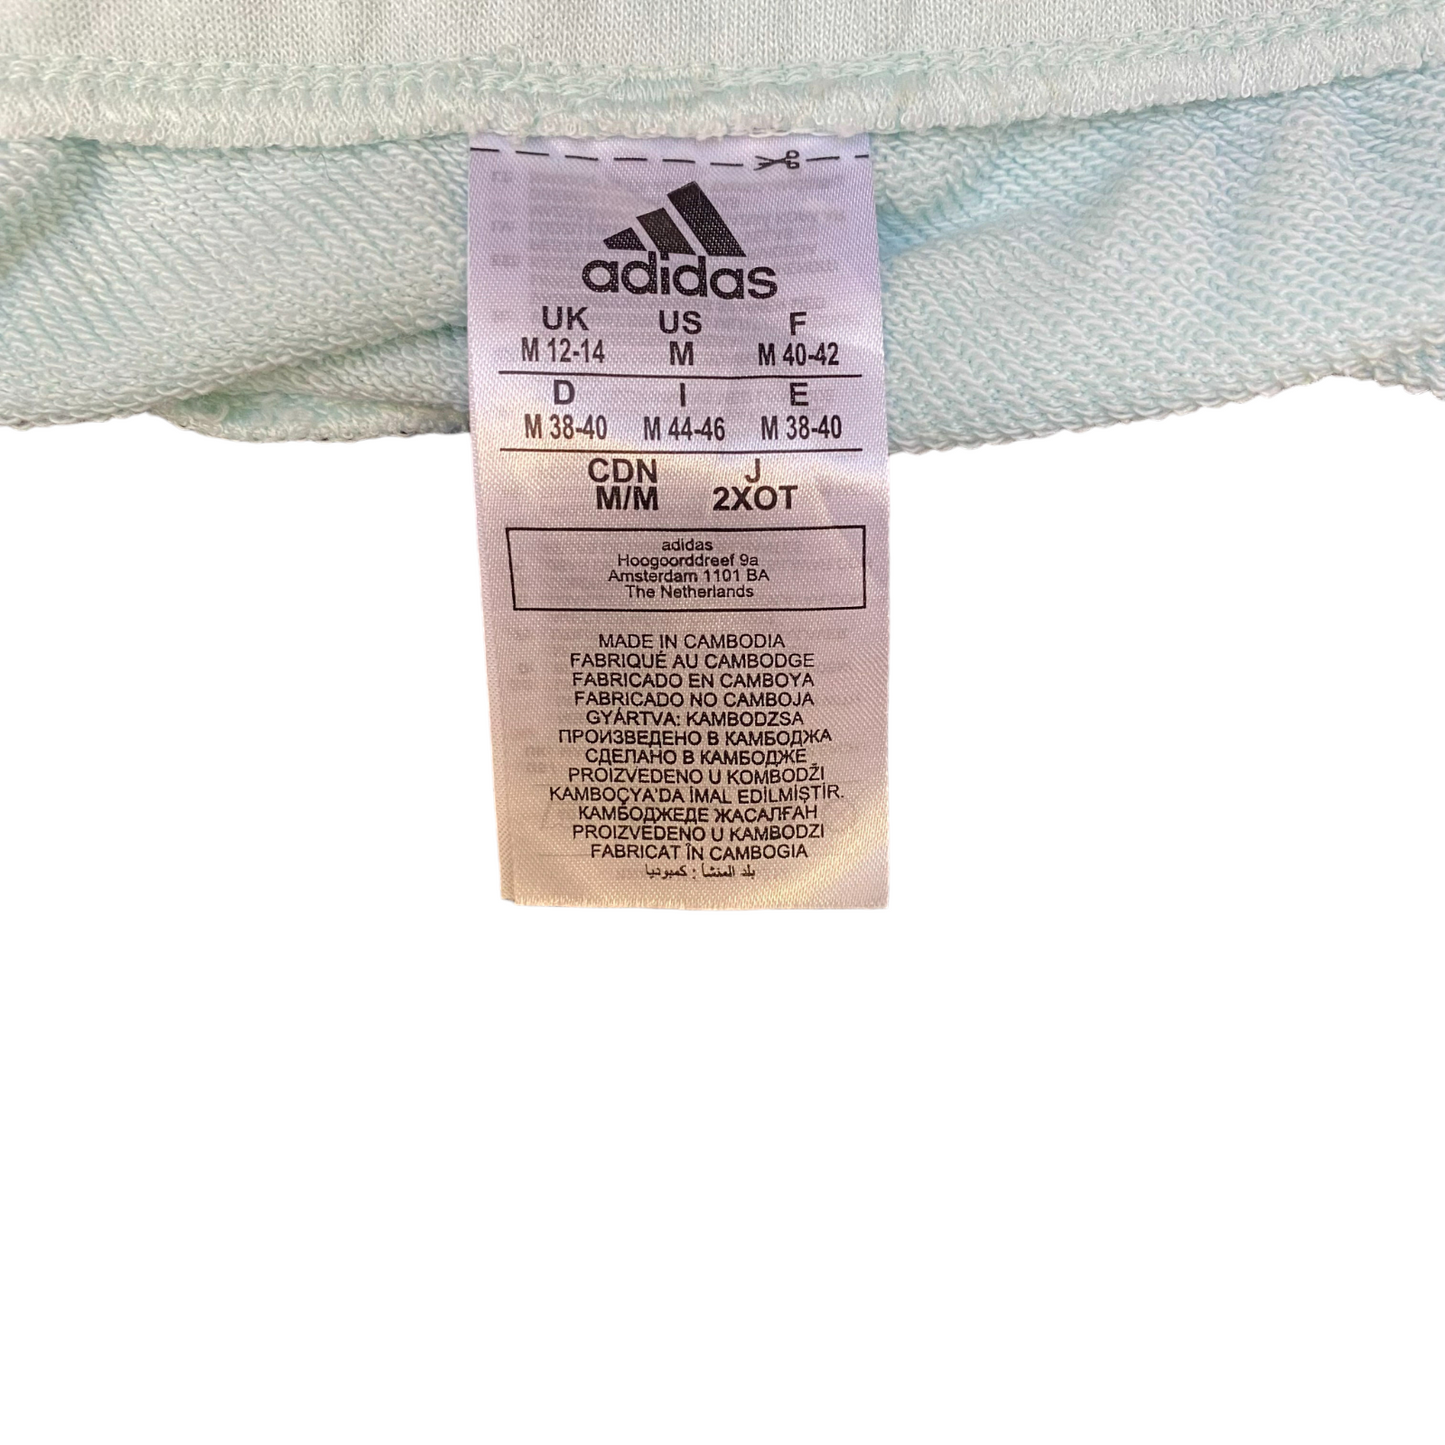 adidas
UK US F
M 12-14 M M 40-42
D I E
M 38-40 M 44-46 M 38-40
CDN J
M/M 2XOT
adidas
Hoogoorddreef 9a
Amsterdam 1101 BA
The Netherlands
MADE IN CAMBODIA
FABRIQUÉ AU CAMBODGE
FABRICADO EN CAMBOYA
FABRICADO NO CAMBOJA
GYÁRTVA: KAMBODZSA
ПРОИЗВЕДЕНО В КАМБОДЖА
СДЕЛАНО В КАМБОДЖЕ
PROIZVEDENO U KOMBODŽI
KAMBOÇYA'DA İMAL EDİLMİŞTİR.
КАМБОДЖЕДЕ ЖАСАЛҒАН
PROIZVEDENO U KAMBODZI
FABRICAT ÎN CAMBOGIA
بلد المنشأ : كمبوديا